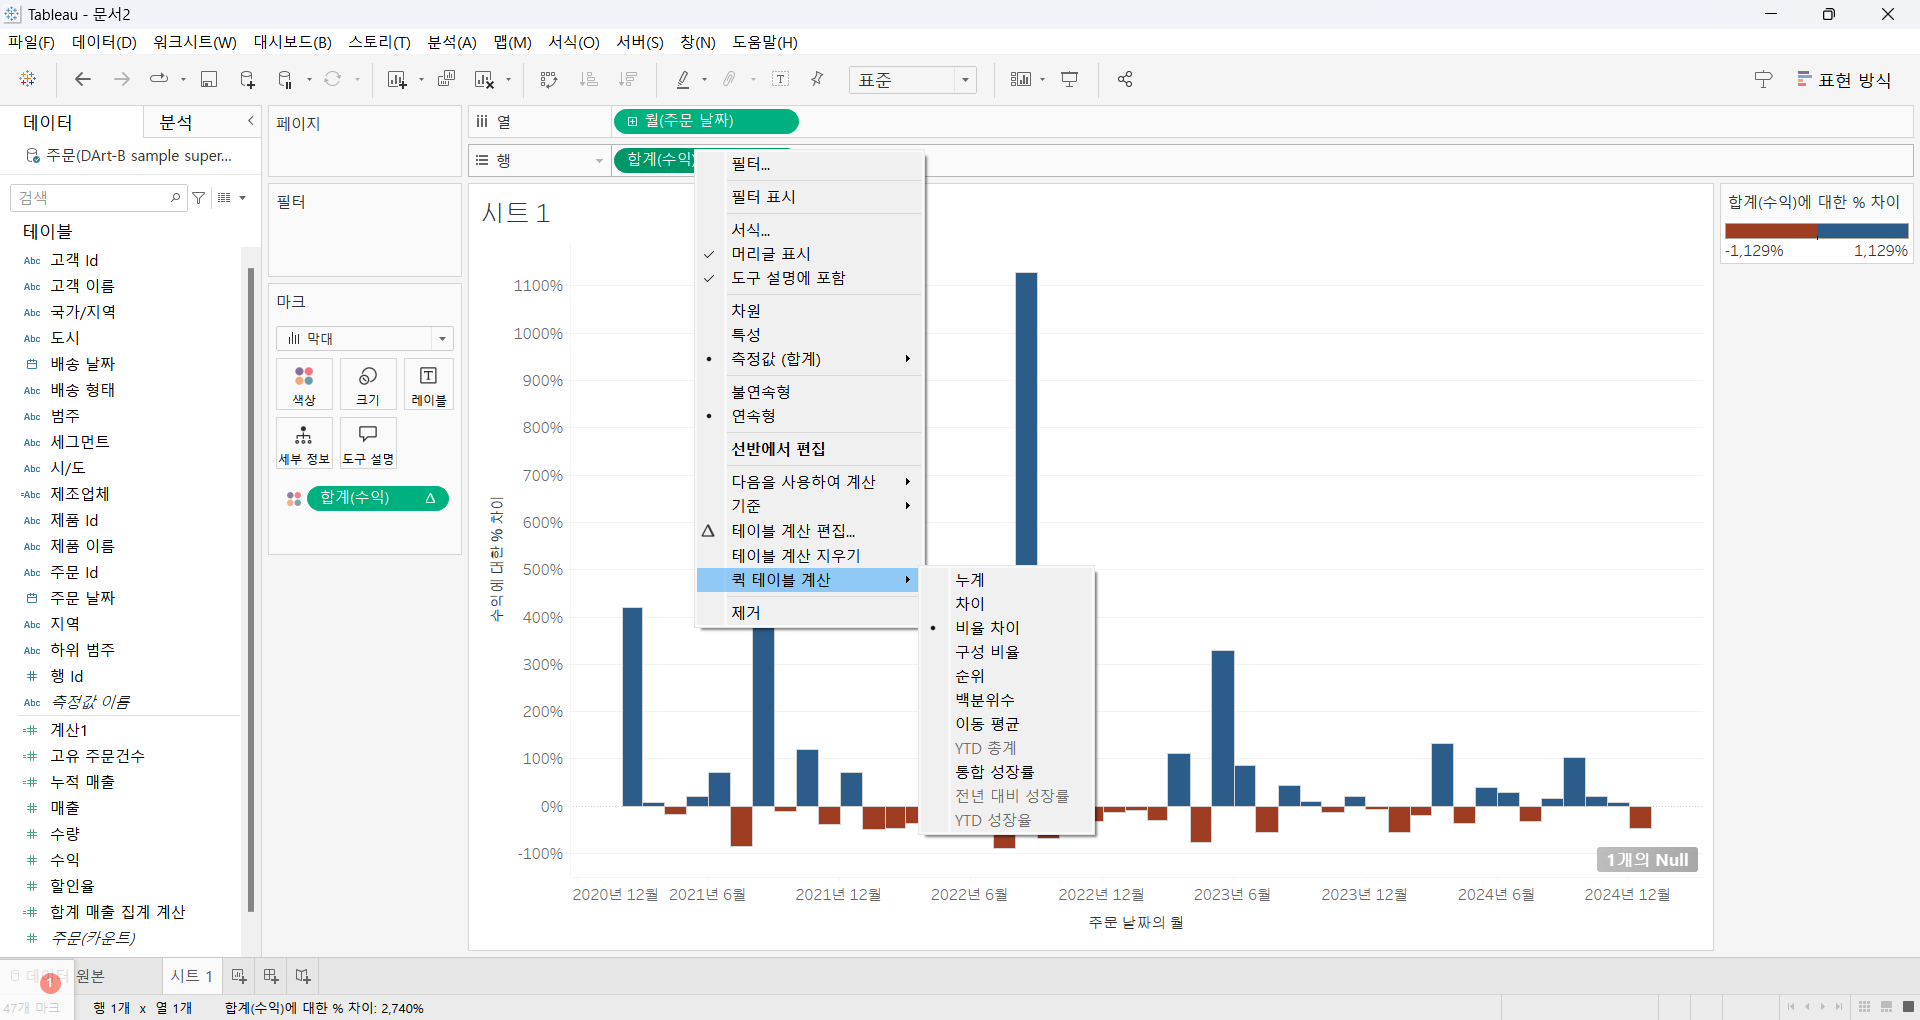 Tableau - 문서2
파일(F) 데이터(D) 워크시트(W) 대시보드(B) 스토리(T) 분석(A) 맵(M) 서식(O) 서버(S) 창(N) 도움말(H)
표준
표현 방식
데이터 분석
주문(DArt-B sample super...
검색
테이블
Abc 고객 Id
Abc 고객 이름
Abc 국가/지역
Abc 도시
배송 날짜
Abc 배송 형태
Abc 범주
Abc 세그먼트
Abc 시/도
=Abc 제조업체
Abc 제품 Id
Abc 제품 이름
Abc 주문 Id
주문 날짜
Abc 지역
Abc 하위 범주
# 행 Id
Abc 측정값 이름
=# 계산1
=# 고유 주문건수
=# 누적 매출
# 매출
# 수량
# 수익
# 할인율
=# 합계 매출 집계 계산
# 주문(카운트)
페이지
필터
마크
막대
색상
크기
레이블
세부 정보
도구 설명
합계(수익) Δ
열
월(주문 날짜)
행
합계(수익)
시트 1
필터...
필터 표시
서식...
✓ 머리글 표시
✓ 도구 설명에 포함
차원
특성
• 측정값 (합계)
불연속형
• 연속형
선반에서 편집
다음을 사용하여 계산
기준
Δ 테이블 계산 편집...
테이블 계산 지우기
퀵 테이블 계산
제거
누계
차이
• 비율 차이
구성 비율
순위
백분위수
이동 평균
YTD 총계
통합 성장률
전년 대비 성장률
YTD 성장율
수익에 대한 % 차이
1100%
1000%
900%
800%
700%
600%
500%
400%
300%
200%
100%
0%
-100%
2020년 12월 2021년 6월 2021년 12월 2022년 6월 2022년 12월 2023년 6월 2023년 12월 2024년 6월 2024년 12월
주문 날짜의 월
1개의 Null
합계(수익)에 대한 % 차이
-1,129% 1,129%
데이터 원본
1
시트 1
47개 마크 행 1개 x 열 1개 합계(수익)에 대한 % 차이: 2,740%